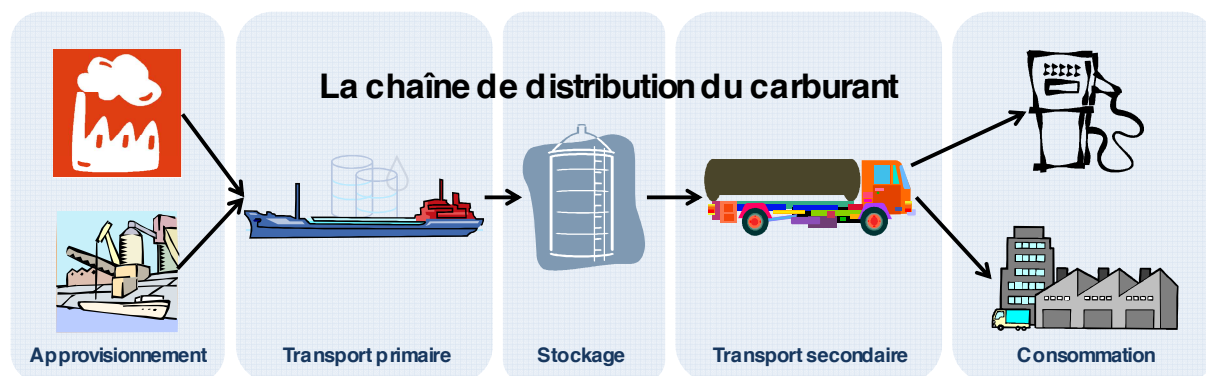 La chaîne de distribution du carburant
Approvisionnement
Transport primaire
Stockage
Transport secondaire
Consommation